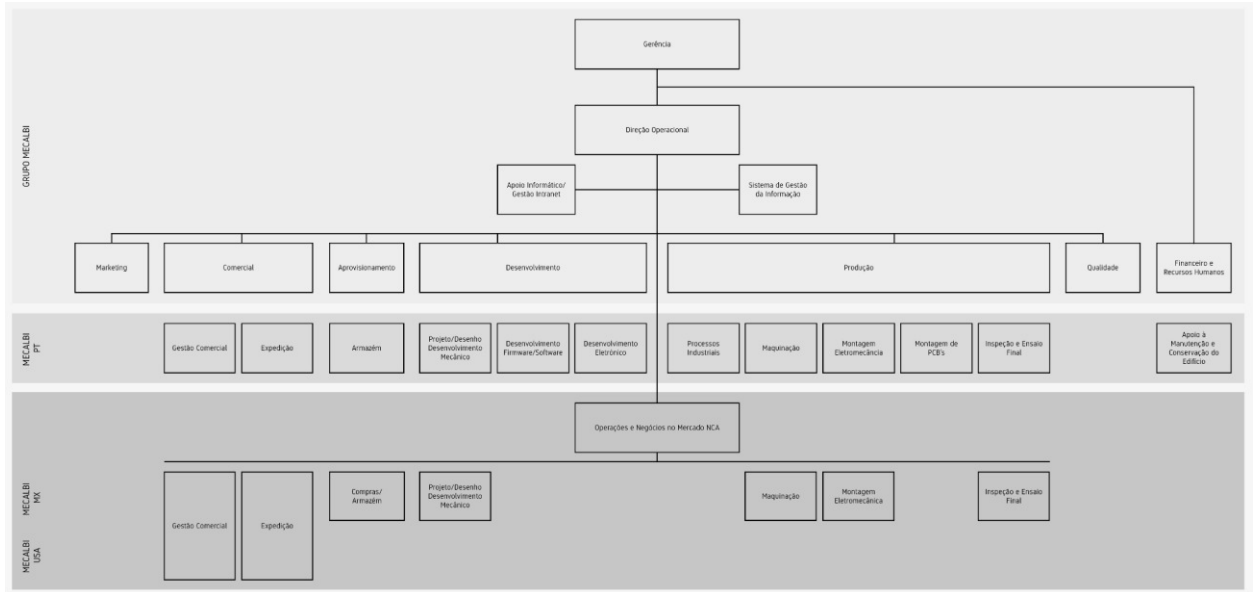 Gerência
GRUPO MECALBI
Direção Operacional
Apoio Informático/
Gestão Intranet
Sistema de Gestão
da Informação
Marketing
Comercial
Aprovisionamento
Desenvolvimento
Produção
Qualidade
Financeiro e
Recursos Humanos
MECALBI
PT
Gestão Comercial
Expedição
Armazém
Projeto/Desenho
Desenvolvimento
Mecânico
Desenvolvimento
Firmware/Software
Desenvolvimento
Eletrónico
Processos
Industriais
Maquinação
Montagem
Eletromecância
Montagem de
PCB's
Inspeção e Ensaio
Final
Apoio à
Manutenção e
Conservação do
Edifício
Operações e Negócios no Mercado NCA
MECALBI
MX
Gestão Comercial
Expedição
Compras/
Armazém
Projeto/Desenho
Desenvolvimento
Mecânico
Maquinação
Montagem
Eletromecânica
Inspeção e Ensaio
Final
MECALBI
USA